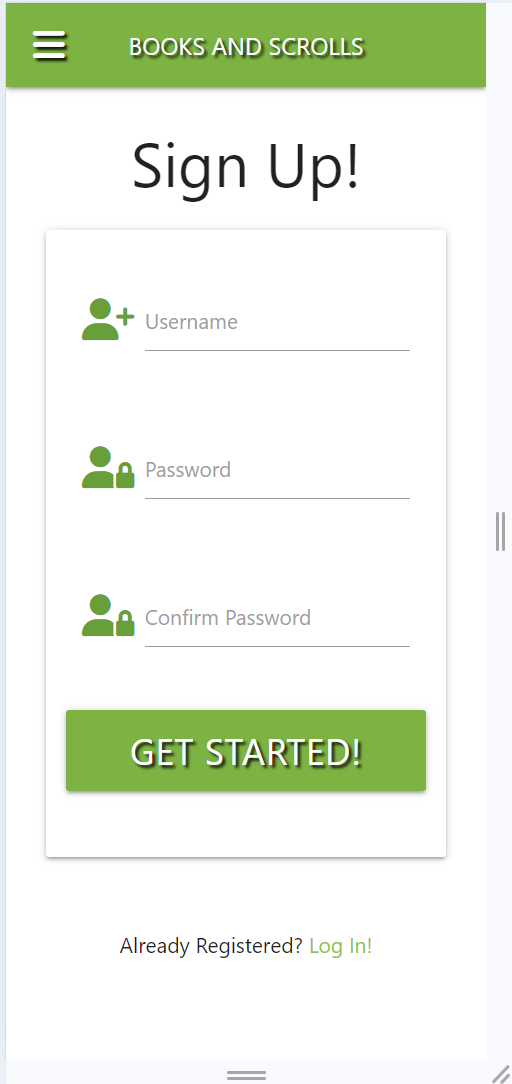 BOOKS AND SCROLLS
Sign Up!
Username
Password
Confirm Password
GET STARTED!
Already Registered? Log In!